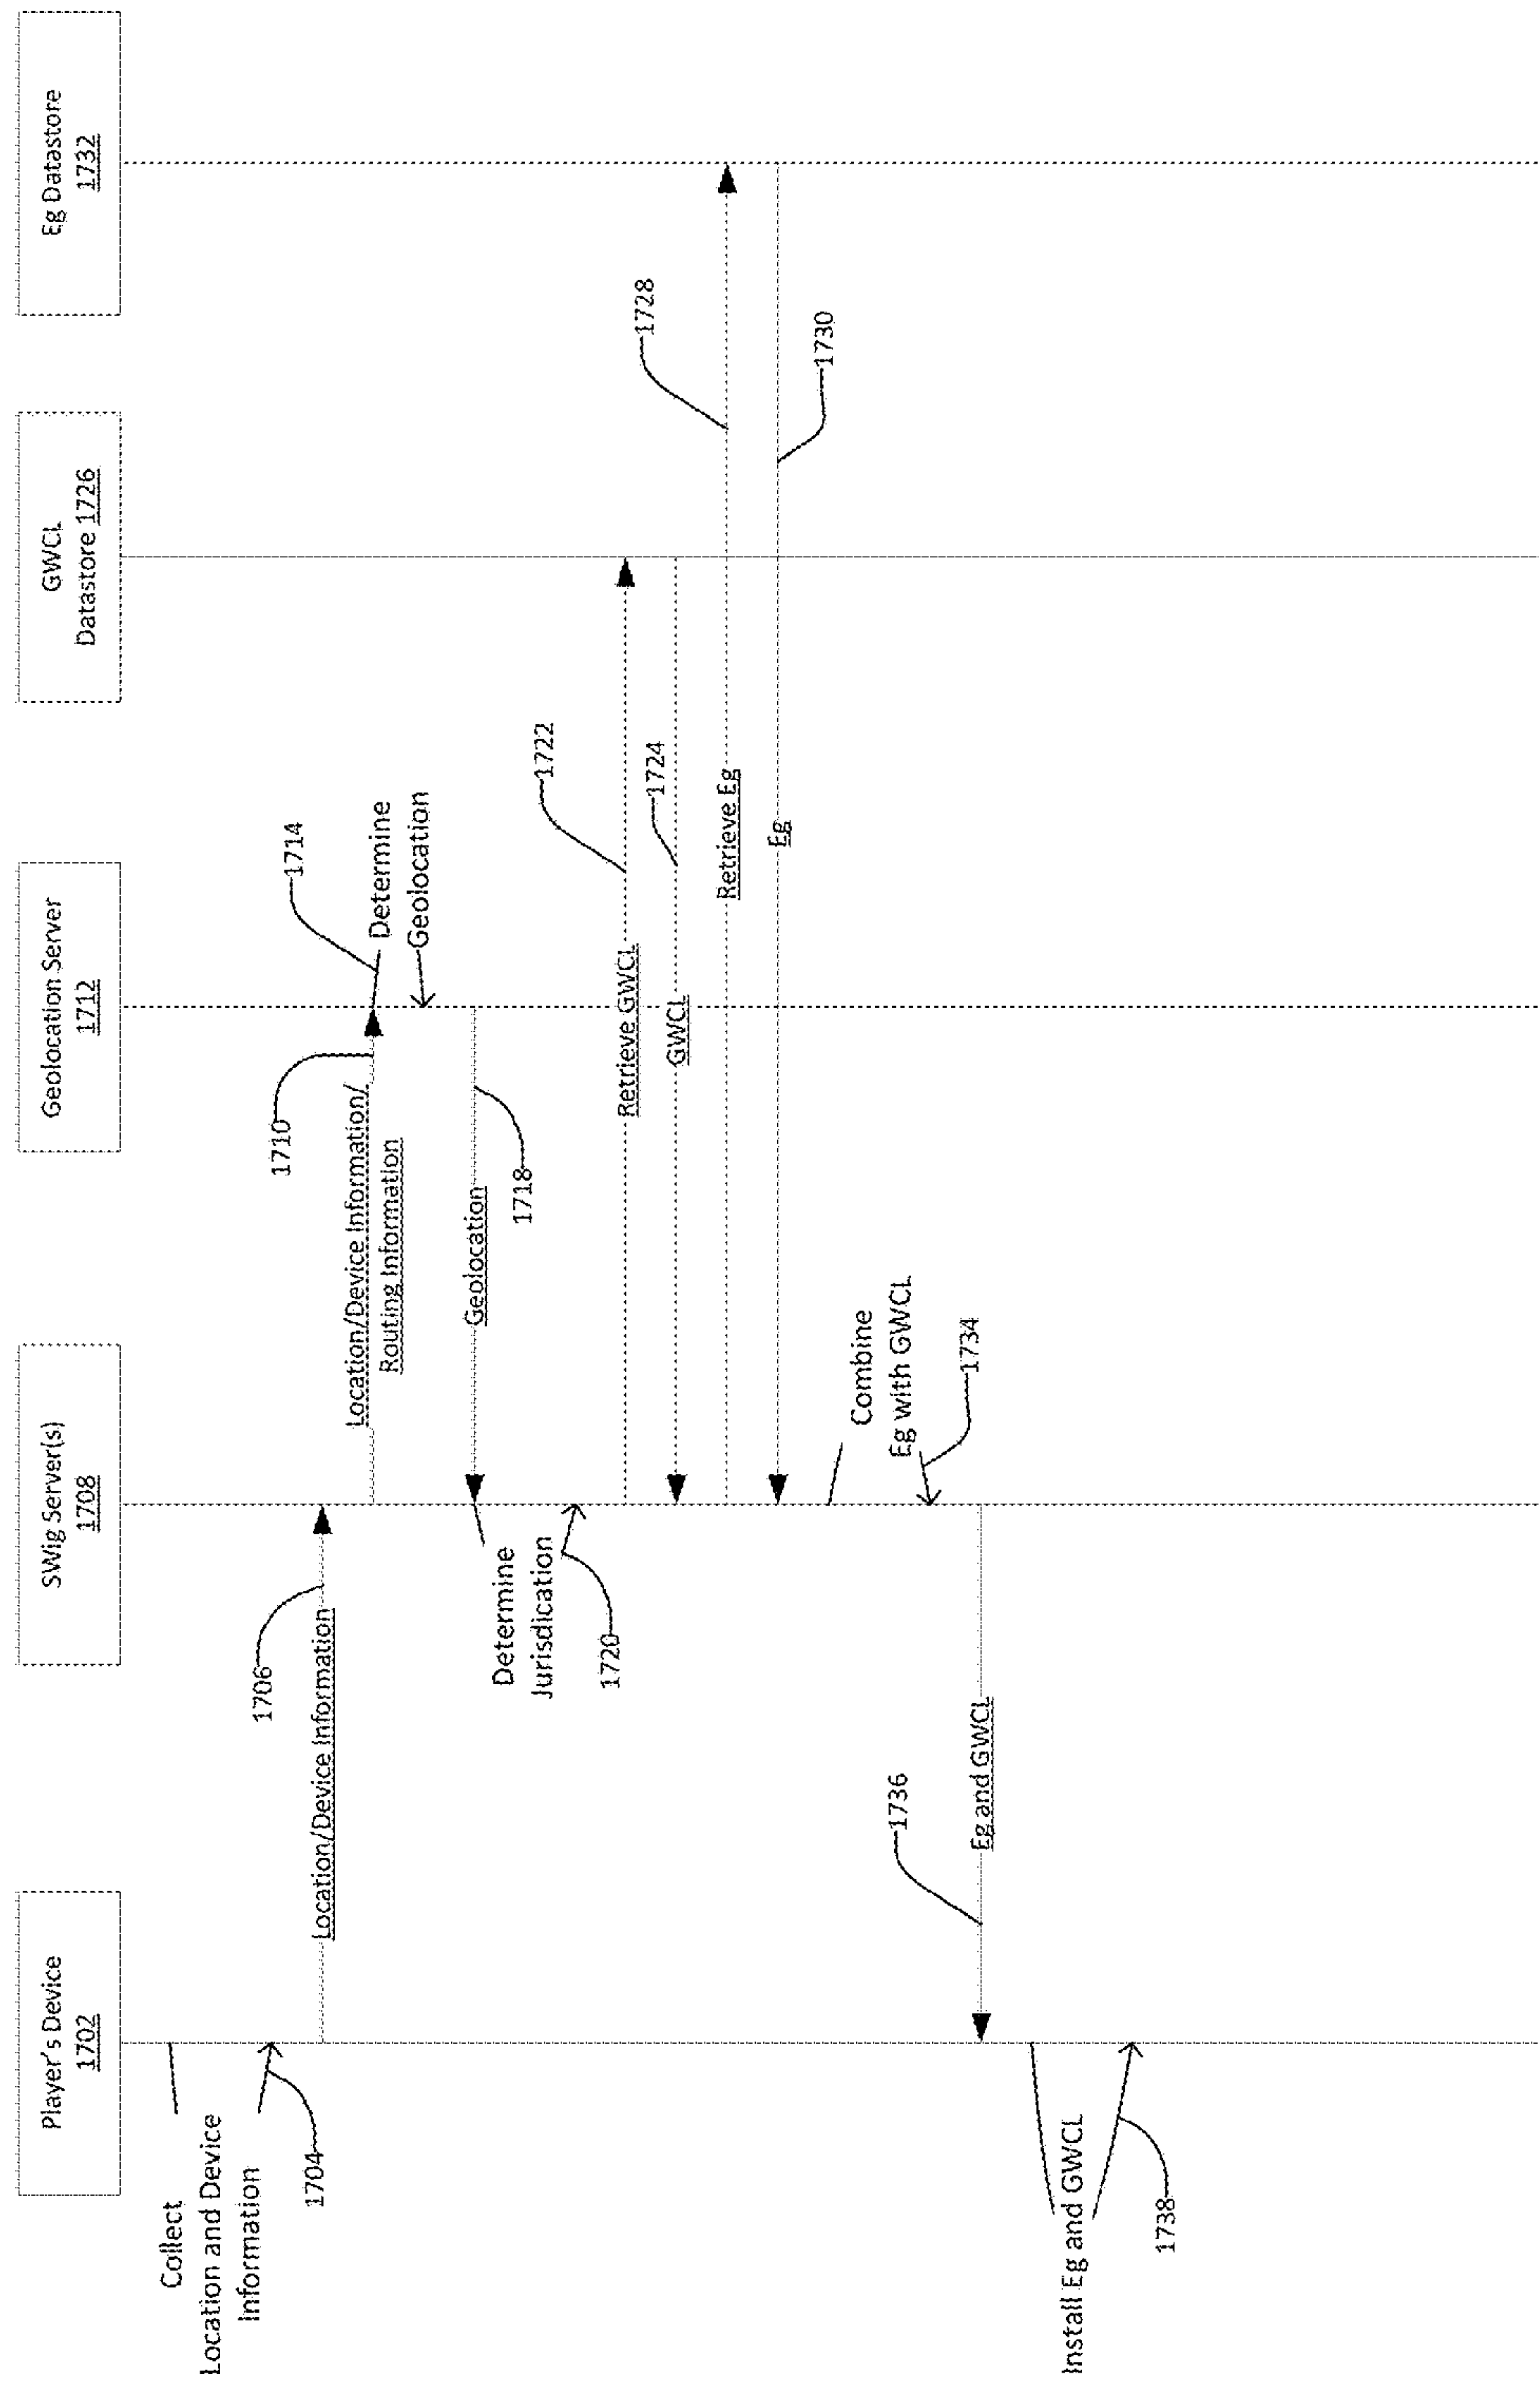 Player's Device
1702
SWig Server(s)
1708
Geolocation Server
1712
GWCL
Datastore 1726
Eg Datastore
1732
Collect
Location and Device
Information
1704
1706
Location/Device Information
1710
Location/Device Information/
Routing Information
1714
Determine
Geolocation
Geolocation
1718
Determine
Jurisdication
1720
1722
Retrieve GWCL
1724
GWCL
1728
Retrieve Eg
Eg
1730
Combine
Eg with GWCL
1734
1736
Eg and GWCL
Install Eg and GWCL
1738